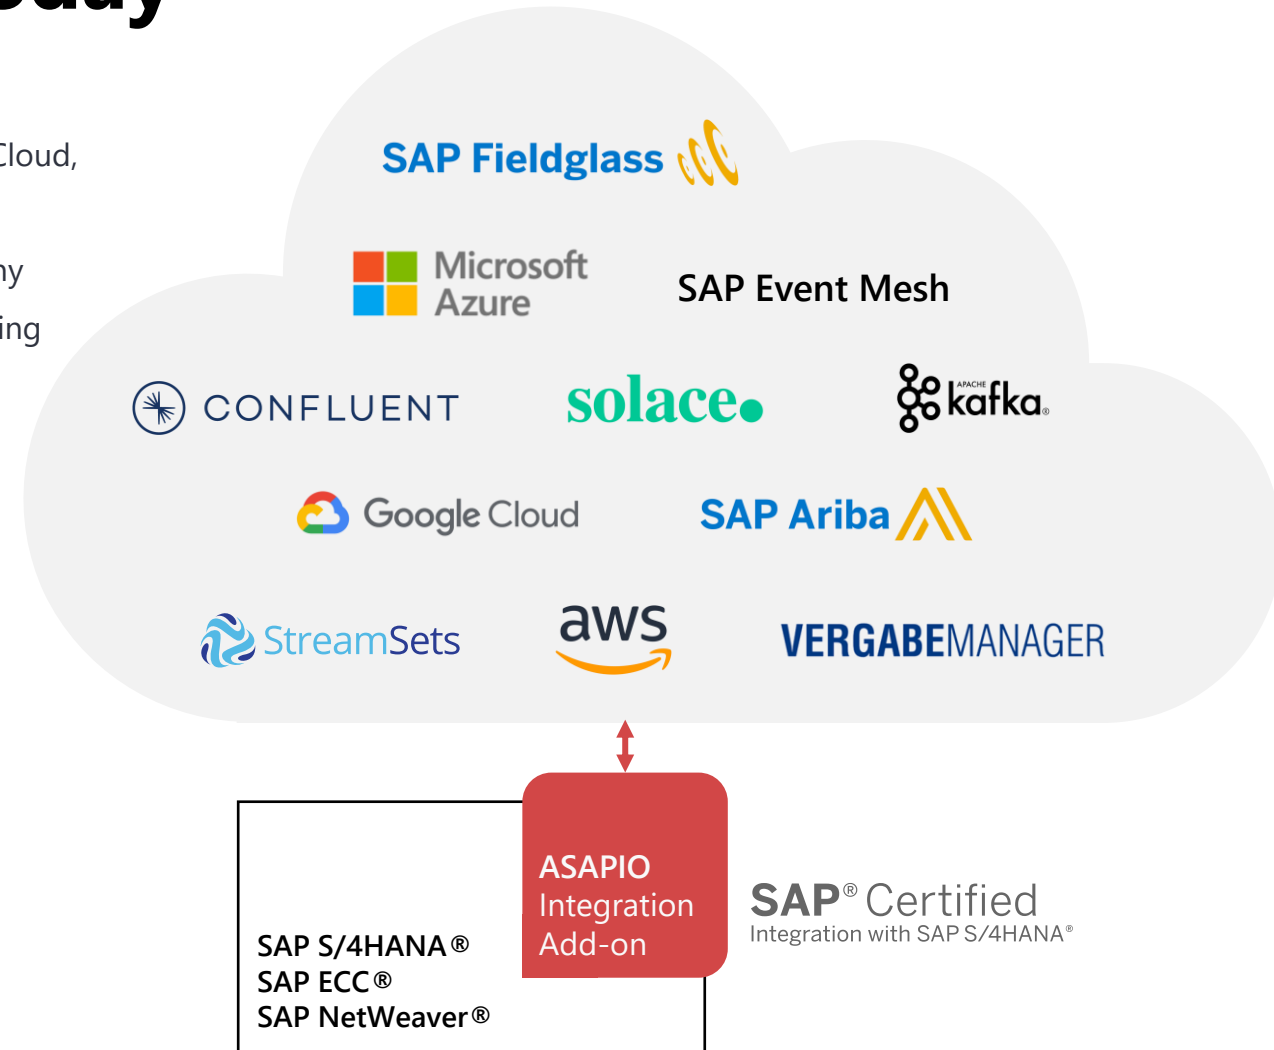 Cloud,
ing
SAP Fieldglass
Microsoft
Azure
SAP Event Mesh
CONFLUENT
solace
APACHE
kafka®
Google Cloud
SAP Ariba
StreamSets
aws
VERGABEMANAGER
ASAPIO
Integration
Add-on
SAP® Certified
Integration with SAP S/4HANA®
SAP S/4HANA®
SAP ECC®
SAP NetWeaver®